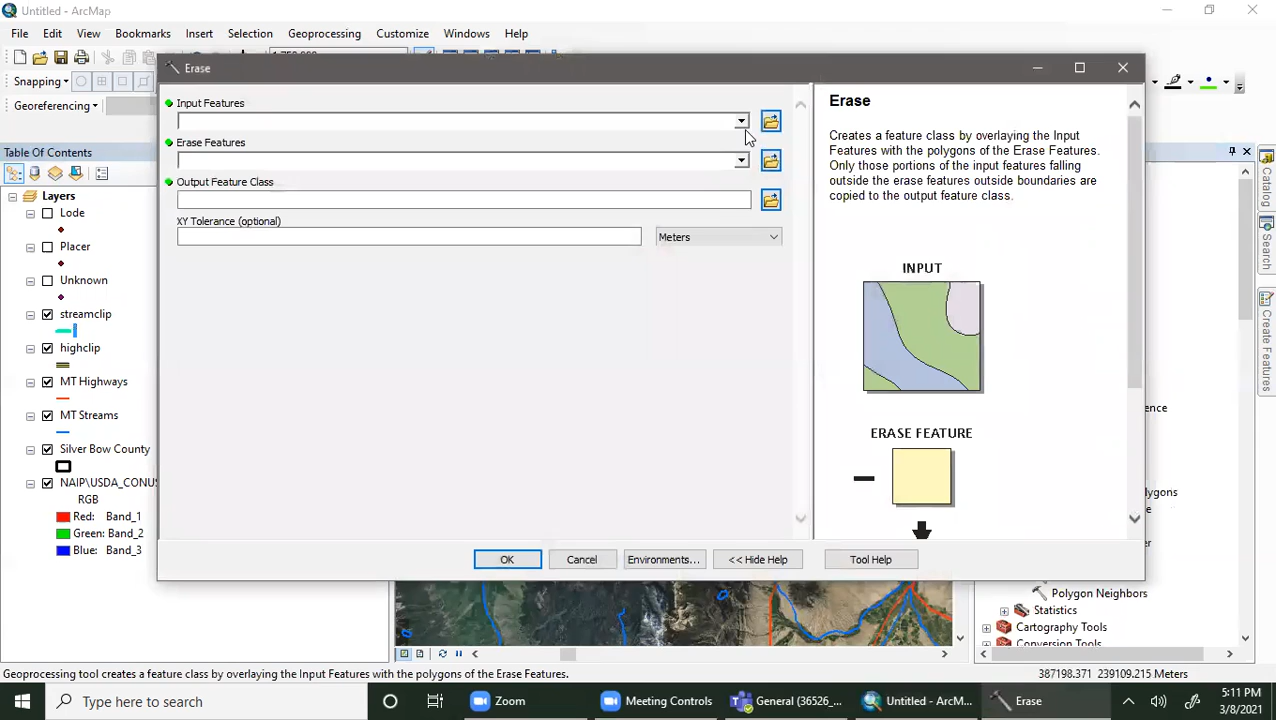 Untitled - ArcMap
File Edit View Bookmarks Insert Selection Geoprocessing Customize Windows Help
Snapping
Georeferencing
Table Of Contents
Layers
Lode
Placer
Unknown
streamclip
highclip
MT Highways
MT Streams
Silver Bow County
NAIP\USDA_CONUS
RGB
Red: Band_1
Green: Band_2
Blue: Band_3
Erase
Input Features
Erase Features
Output Feature Class
XY Tolerance (optional)
Meters
OK
Cancel
Environments...
<< Hide Help
Tool Help
Erase
Creates a feature class by overlaying the Input
Features with the polygons of the Erase Features.
Only those portions of the input features falling
outside the erase features outside boundaries are
copied to the output feature class.
INPUT
ERASE FEATURE
Catalog
Search
Create Features
Polygon Neighbors
Statistics
Cartography Tools
Conversion Tools
Geoprocessing tool creates a feature class by overlaying the Input Features with the polygons of the Erase Features.
387198.371 239109.215 Meters
Type here to search
Zoom
Meeting Controls
General (36526_...
Untitled - ArcM...
Erase
5:11 PM
3/8/2021